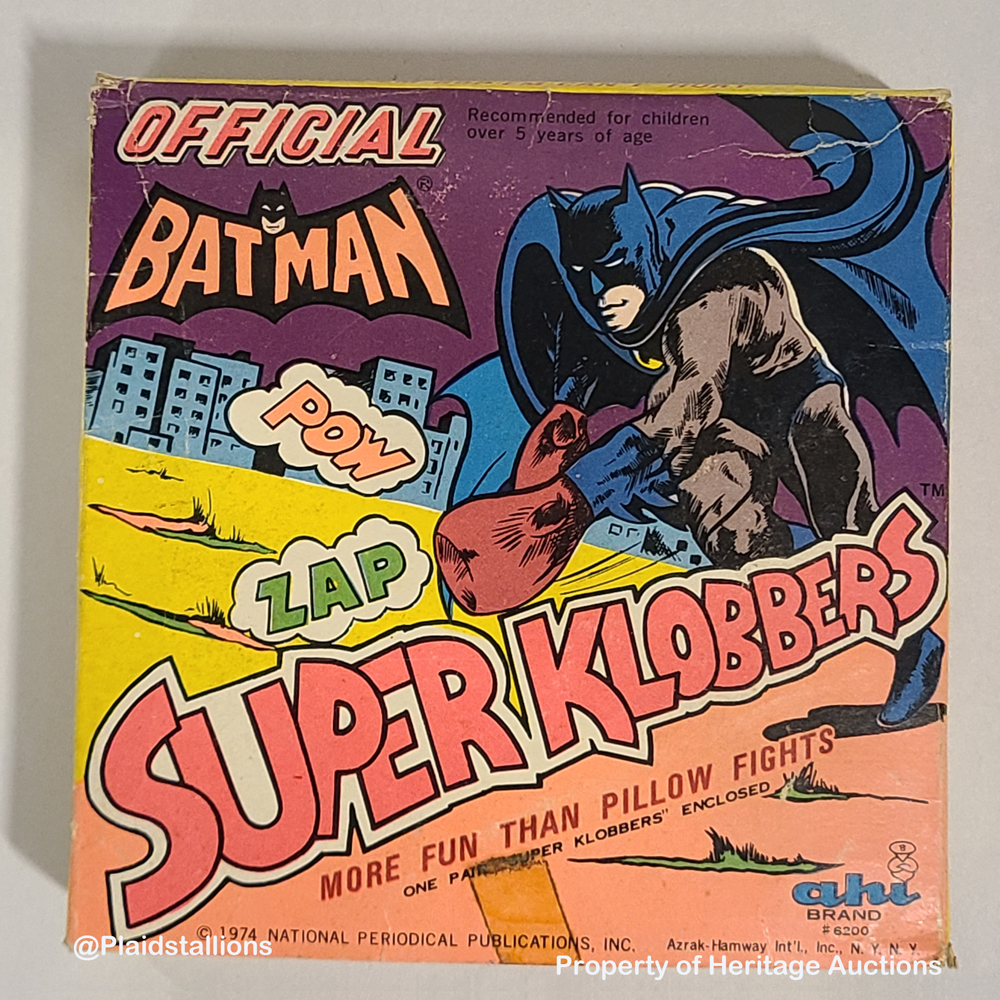 OFFICIAL
Recommended for children
over 5 years of age
BATMAN®
POW
ZAP
TM
SUPER KLOBBERS
MORE FUN THAN PILLOW FIGHTS
ONE PAIR "SUPER KLOBBERS" ENCLOSED
ahi
BRAND
#6200
© 1974 NATIONAL PERIODICAL PUBLICATIONS, INC.
Azrak-Hamway Int'l., Inc., N. Y. N. Y.
@Plaidstallions
Property of Heritage Auctions